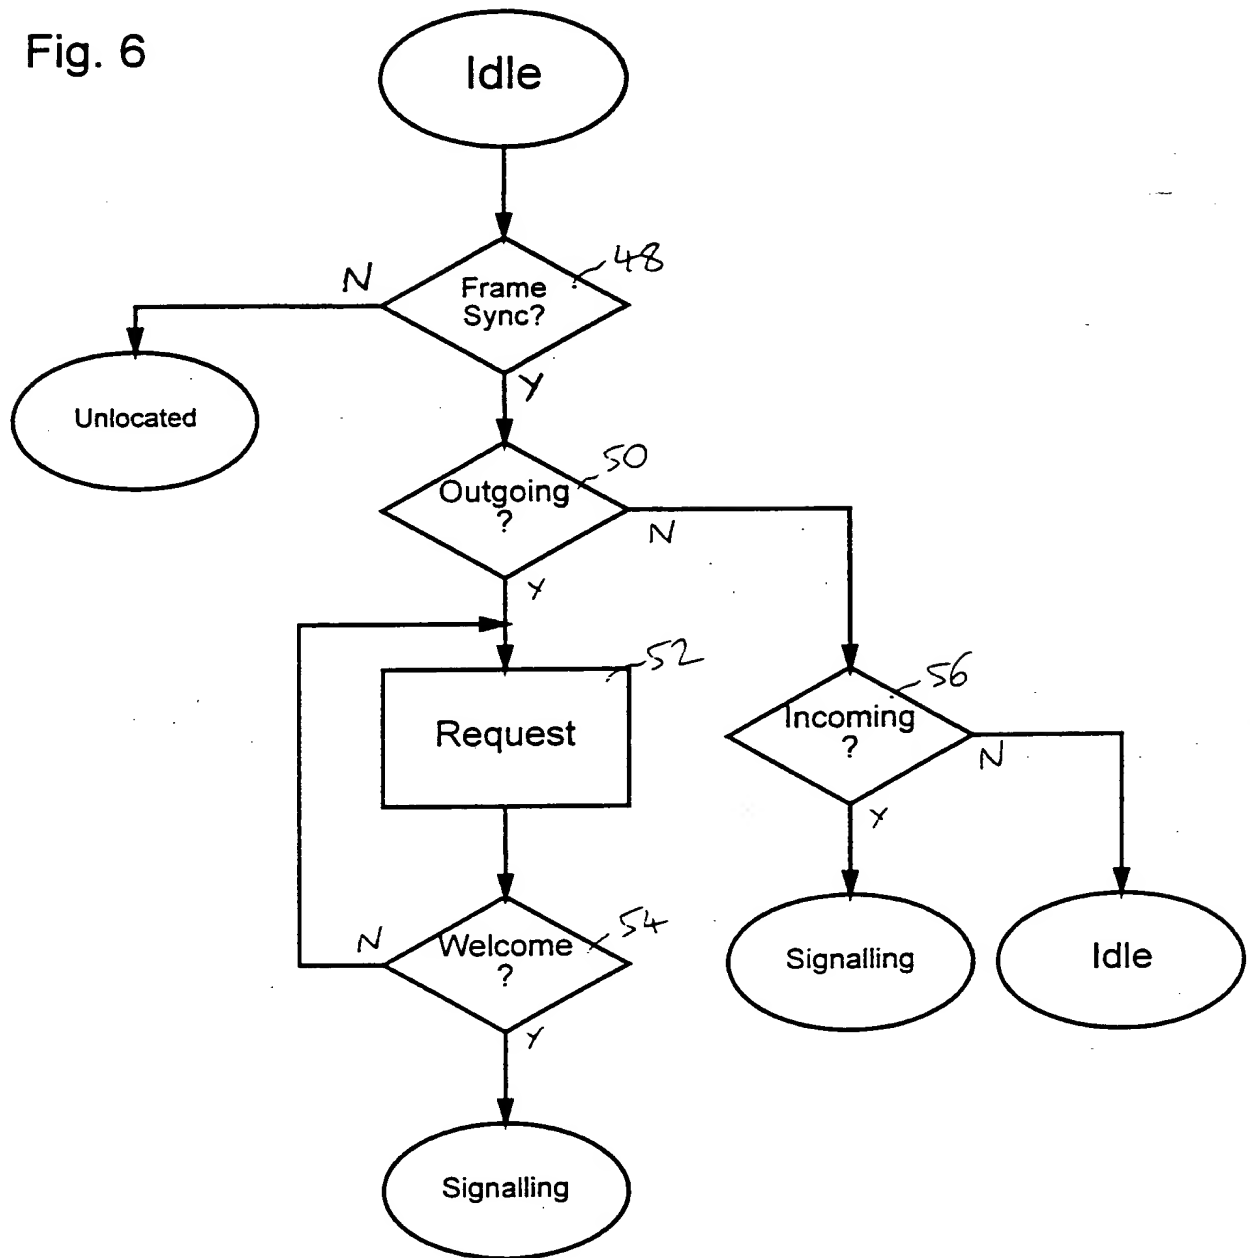 Fig. 6
Idle
N
Frame
Sync?
48
Unlocated
Y
Outgoing
?
50
N
Y
Request
52
Incoming
?
56
N
Y
N
Welcome
?
54
Signalling
Idle
Y
Signalling